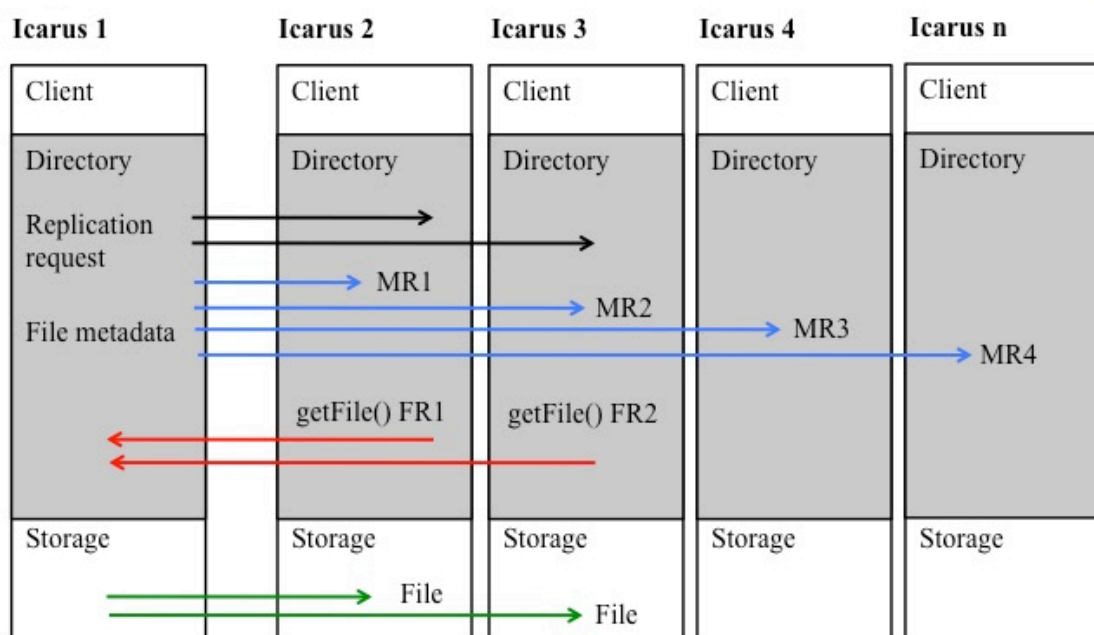 Icarus 1 Icarus 2 Icarus 3 Icarus 4 Icarus n
Client Client Client Client Client
Directory Directory Directory Directory Directory
Replication
request
MR1
MR2
File metadata
MR3
MR4
getFile() FR1 getFile() FR2
Storage Storage Storage Storage Storage
File
File